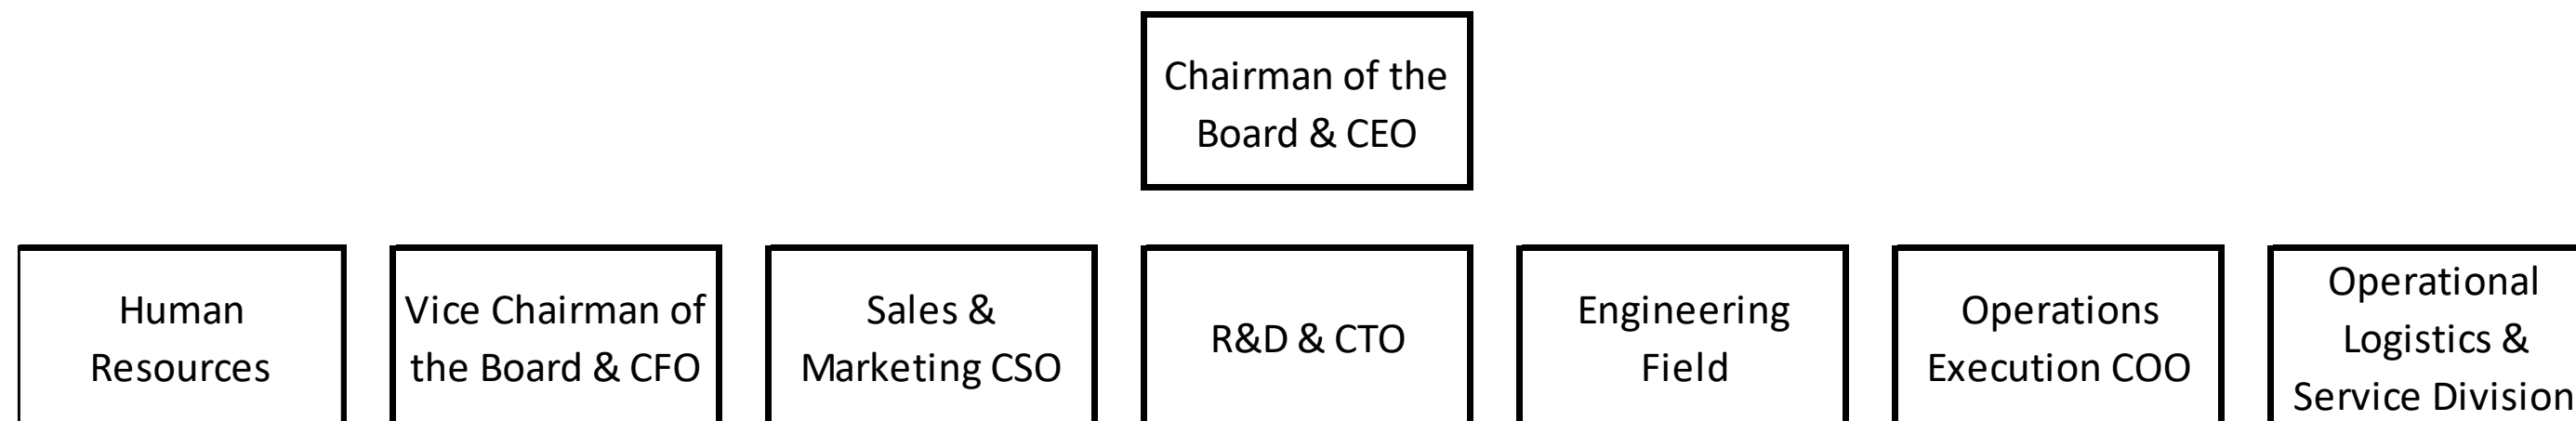 Chairman of the
Board & CEO
Human
Resources
Vice Chairman of
the Board & CFO
Sales &
Marketing CSO
R&D & CTO
Engineering
Field
Operations
Execution COO
Operational
Logistics &
Service Division